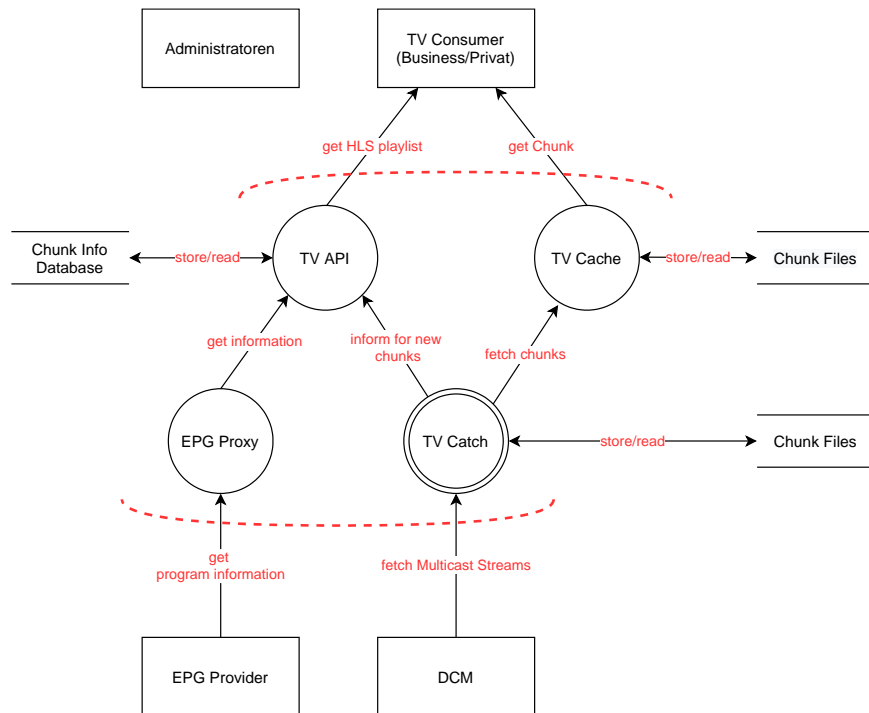 Administratoren
TV Consumer
(Business/Privat)
get HLS playlist
get Chunk
Chunk Info
Database
store/read
TV API
TV Cache
store/read
Chunk Files
get information
inform for new
chunks
fetch chunks
EPG Proxy
TV Catch
store/read
Chunk Files
get
program information
fetch Multicast Streams
EPG Provider
DCM